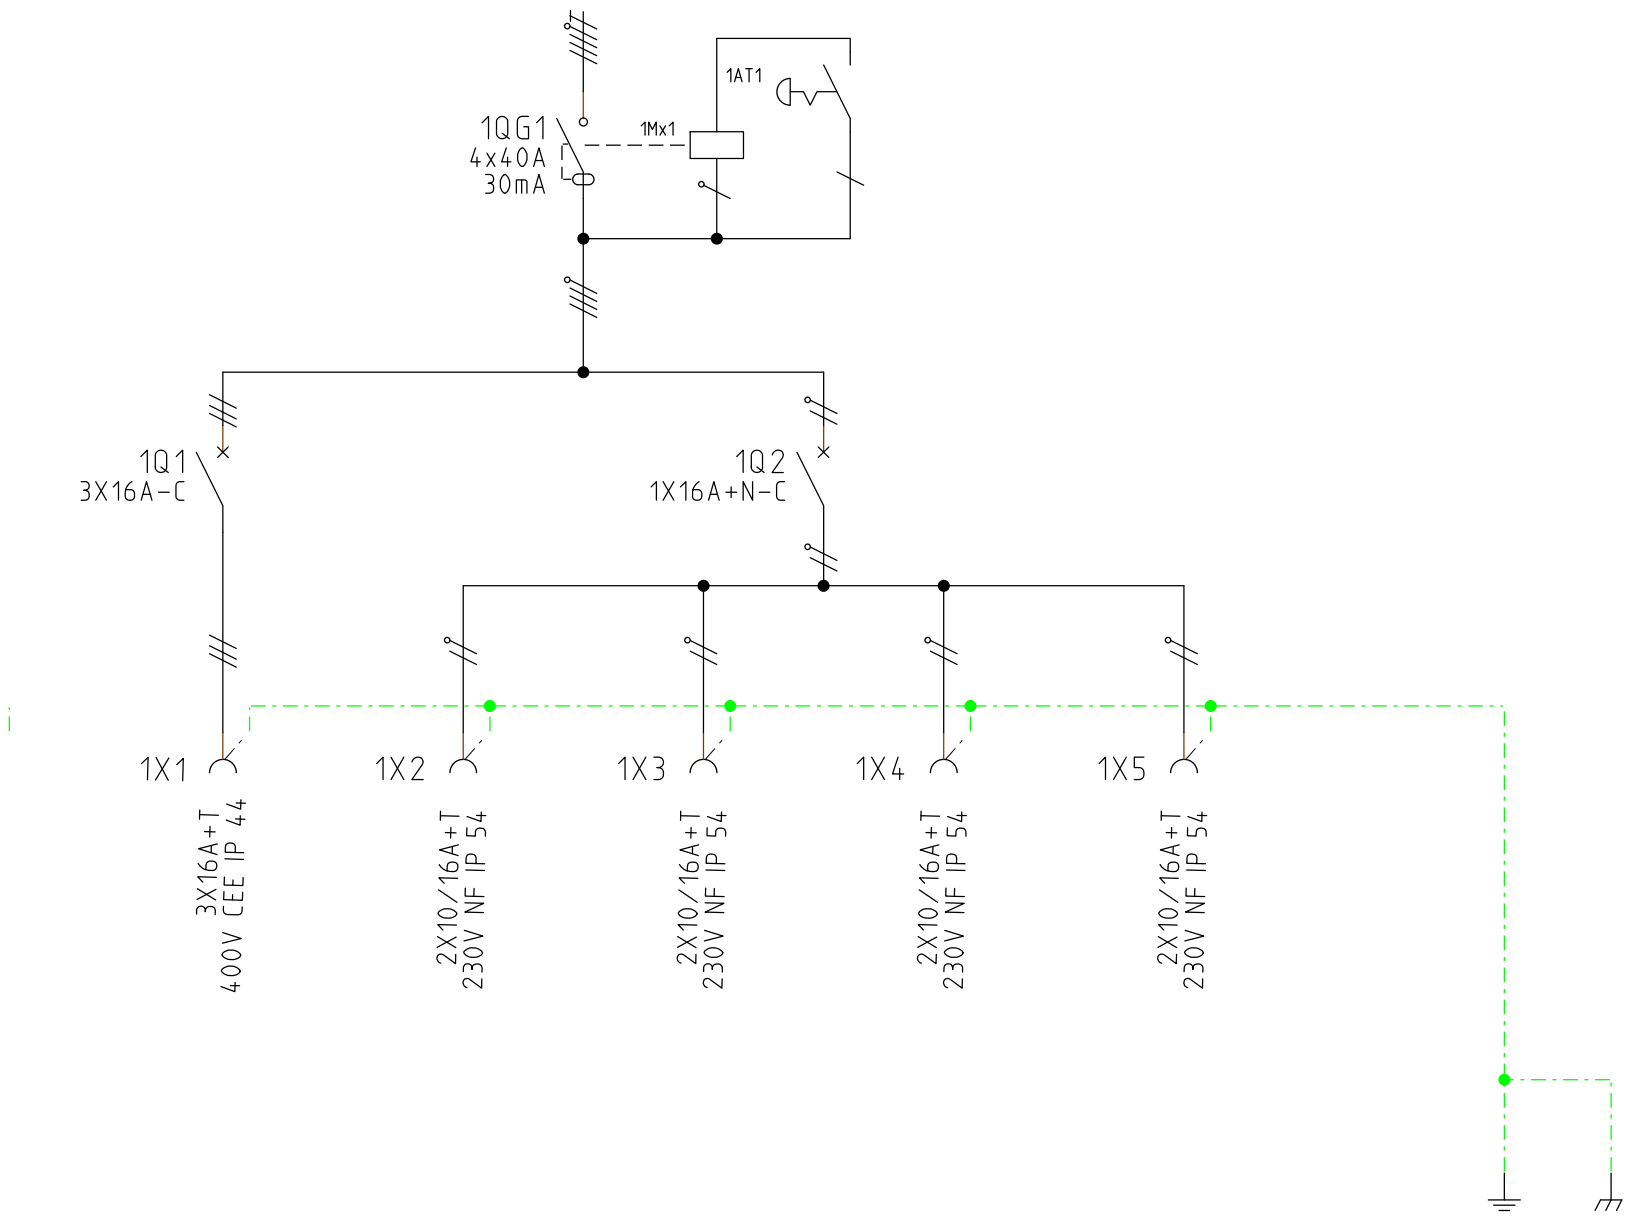 1AT1
1QG1
4x40A
30mA
1Mx1
1Q1
3X16A-C
1Q2
1X16A+N-C
1X1
1X2
1X3
1X4
1X5
3X16A+T
400V CEE IP 44
2X10/16A+T
230V NF IP 54
2X10/16A+T
230V NF IP 54
2X10/16A+T
230V NF IP 54
2X10/16A+T
230V NF IP 54